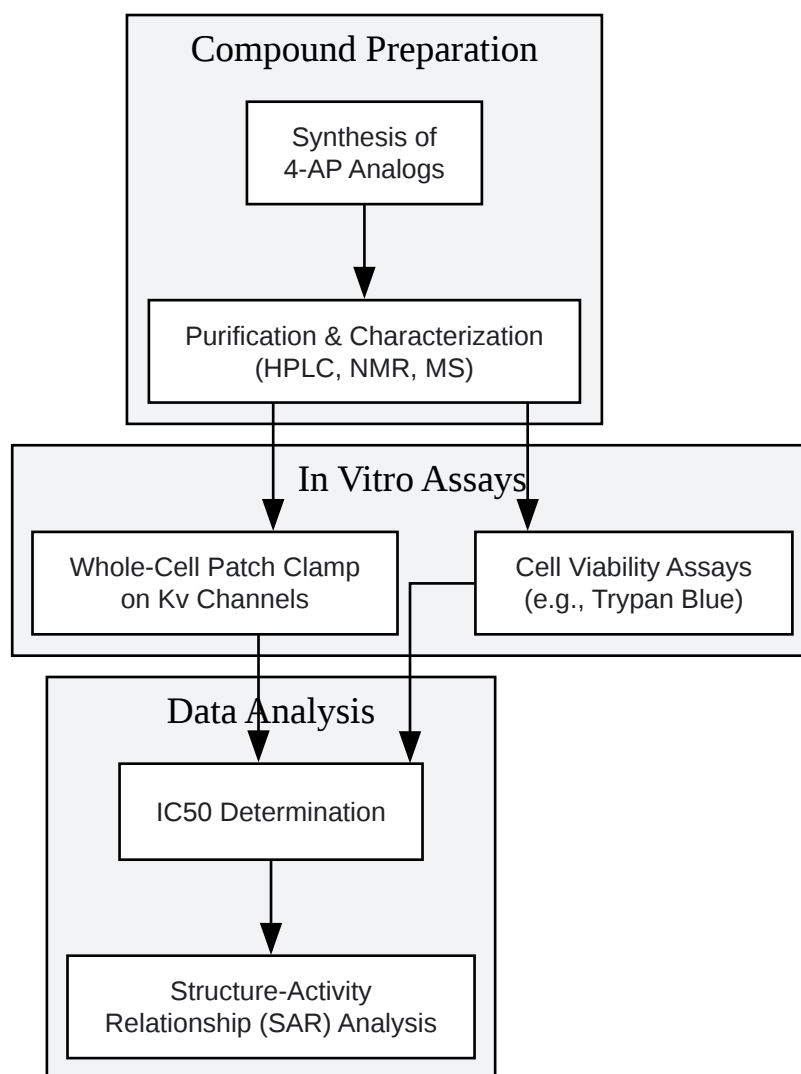 Compound Preparation
Synthesis of
4-AP Analogs
Purification & Characterization
(HPLC, NMR, MS)
In Vitro Assays
Whole-Cell Patch Clamp
on Kv Channels
Cell Viability Assays
(e.g., Trypan Blue)
Data Analysis
IC50 Determination
Structure-Activity
Relationship (SAR) Analysis